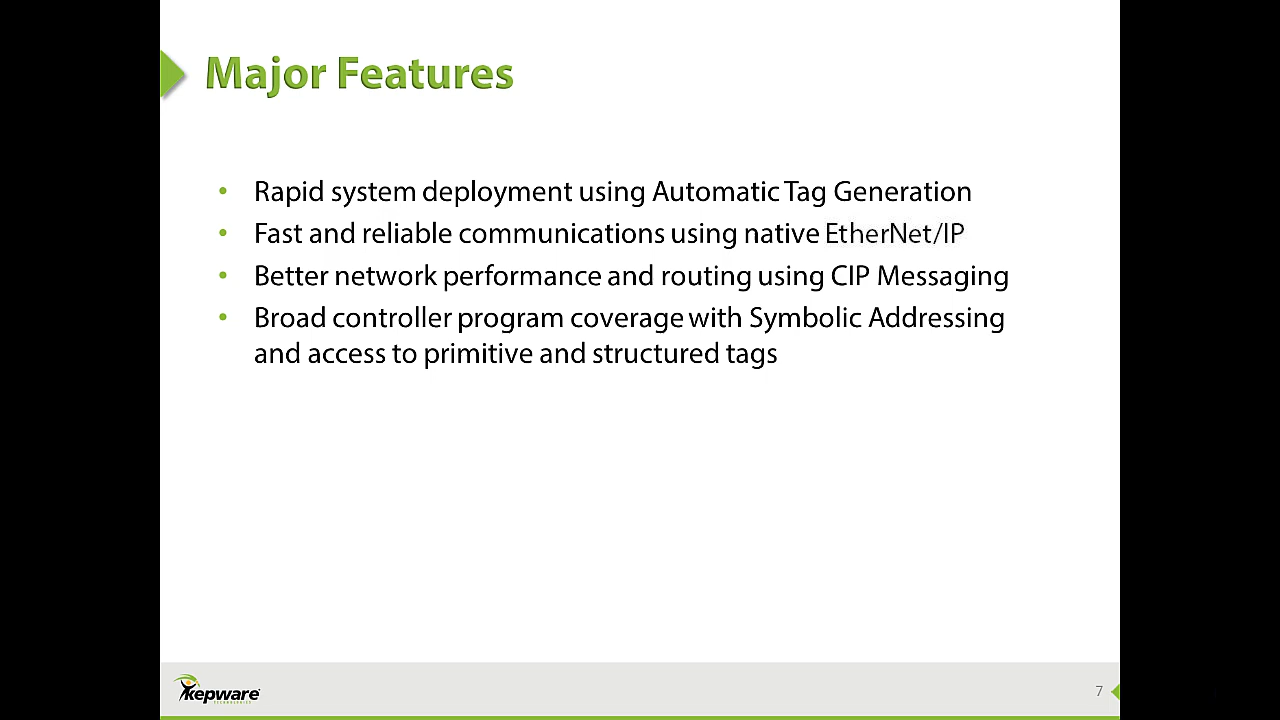 Major Features
• Rapid system deployment using Automatic Tag Generation
• Fast and reliable communications using native EtherNet/IP
• Better network performance and routing using CIP Messaging
• Broad controller program coverage with Symbolic Addressing
and access to primitive and structured tags
kepware
TECHNOLOGIES
7